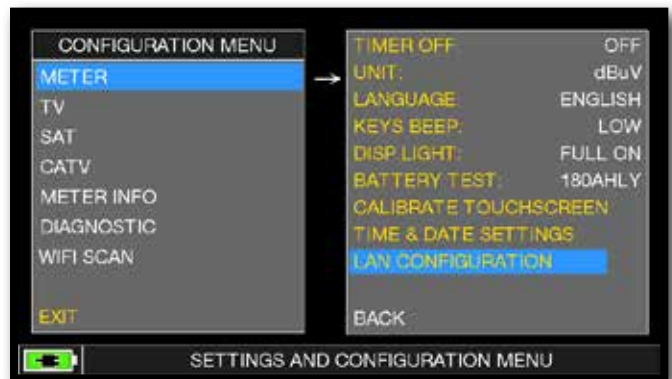 CONFIGURATION MENU
METER
TV
SAT
CATV
METER INFO
DIAGNOSTIC
WIFI SCAN
EXIT
TIMER OFF OFF
UNIT: dBuV
LANGUAGE ENGLISH
KEYS BEEP: LOW
DISP LIGHT: FULL ON
BATTERY TEST: 180AHLY
CALIBRATE TOUCHSCREEN
TIME & DATE SETTINGS
LAN CONFIGURATION
BACK
SETTINGS AND CONFIGURATION MENU